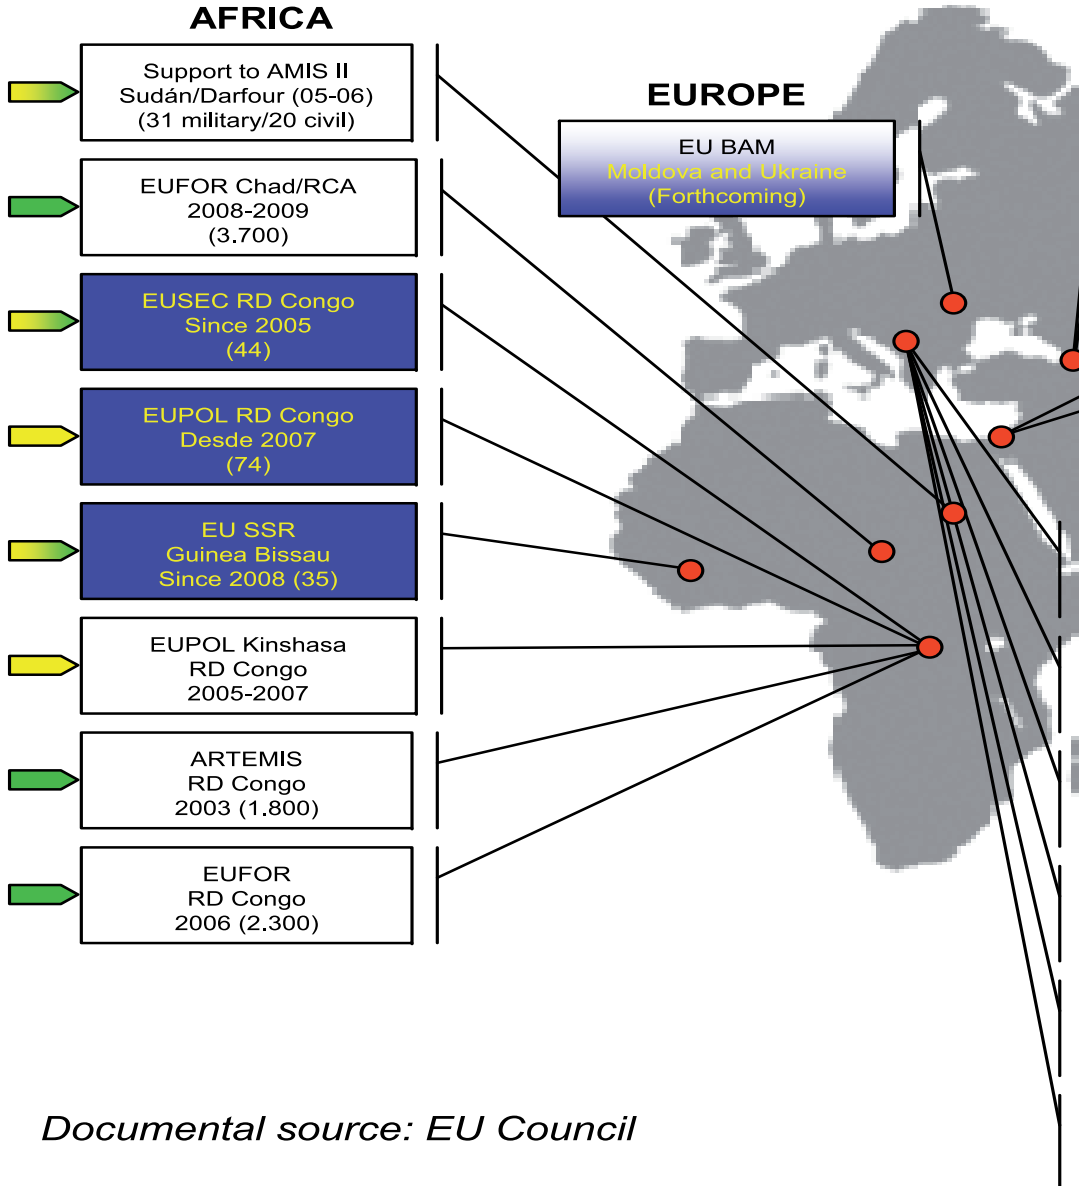 AFRICA
Support to AMIS II
Sudán/Darfour (05-06)
(31 military/20 civil)
EUFOR Chad/RCA
2008-2009
(3.700)
EUSEC RD Congo
Since 2005
(44)
EUPOL RD Congo
Desde 2007
(74)
EU SSR
Guinea Bissau
Since 2008 (35)
EUPOL Kinshasa
RD Congo
2005-2007
ARTEMIS
RD Congo
2003 (1.800)
EUFOR
RD Congo
2006 (2.300)
EUROPE
EU BAM
Moldova and Ukraine
(Forthcoming)
Documental source: EU Council